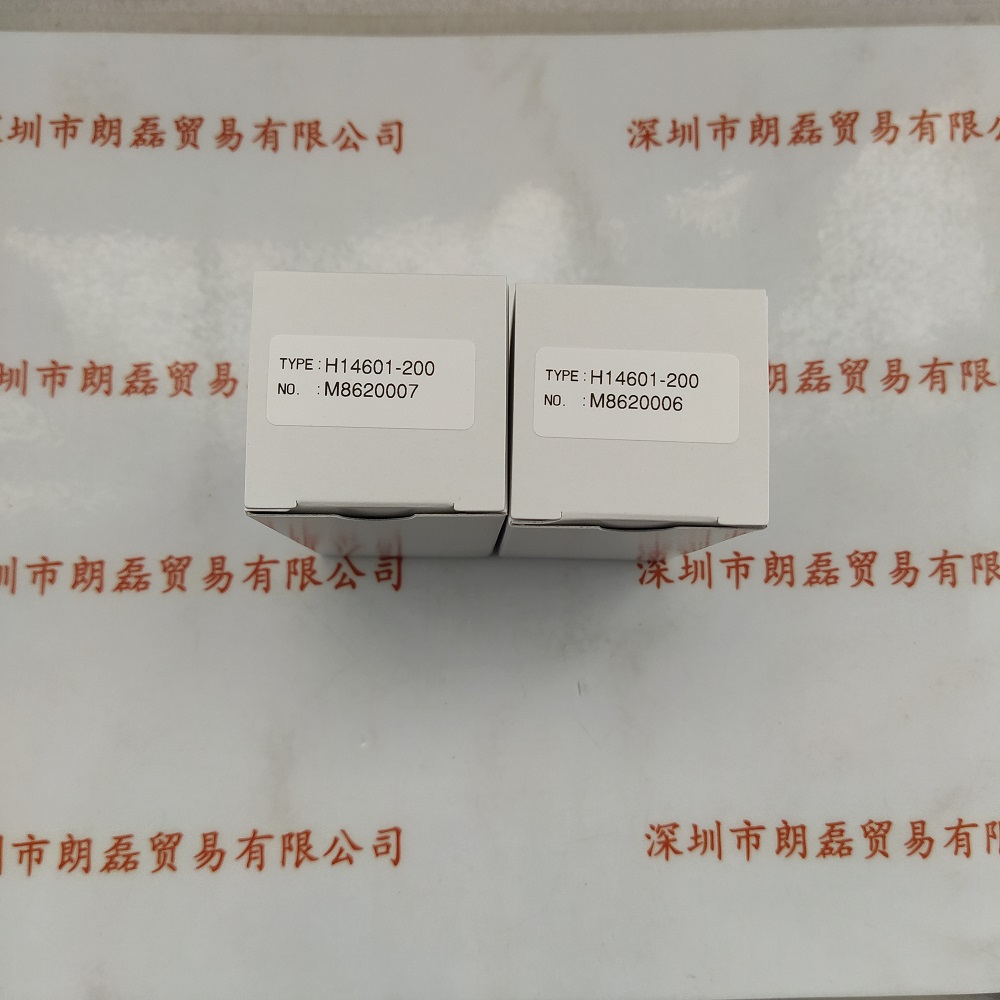 圳市朗磊贸易有限公司
深圳市朗磊贸易有限
TYPE : H14601-200
NO. : M8620007
TYPE : H14601-200
NO. : M8620006
圳市朗磊贸易
市朗磊贸易有限
圳市朗磊贸易有限公司
深圳市朗磊贸易有限
市朗磊贸易有限公司
深圳市朗磊贸易有限